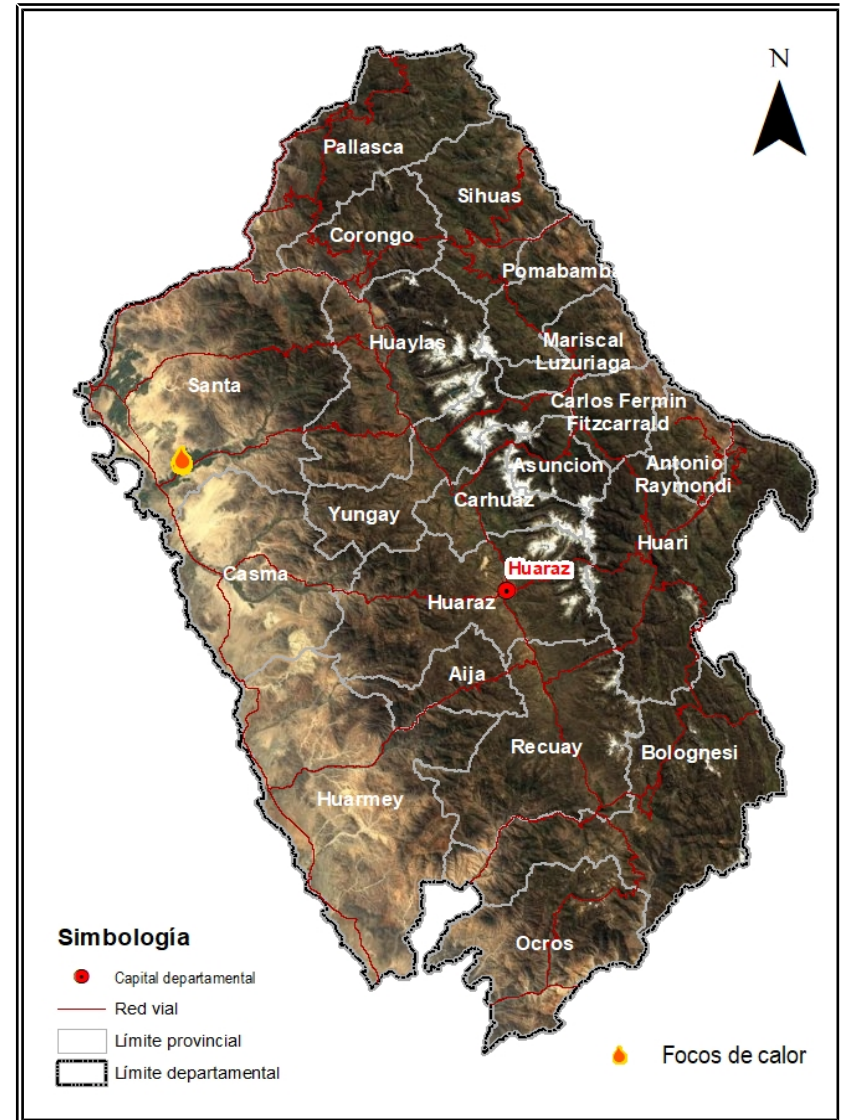 N
Pallasca
Sihuas
Corongo
Pomabamb
Huaylas
Mariscal
Luzuriaga
Santa
Carlos Fermin
Fitzcarrald
Asuncion
Antonio
Raymondi
Carhuaz
Yungay
Huari
Casma
Huaraz
Huaraz
Aija
Recuay
Bolognesi
Huarmey
Ocros
Simbología
Capital departamental
Red vial
Límite provincial
Límite departamental
Focos de calor